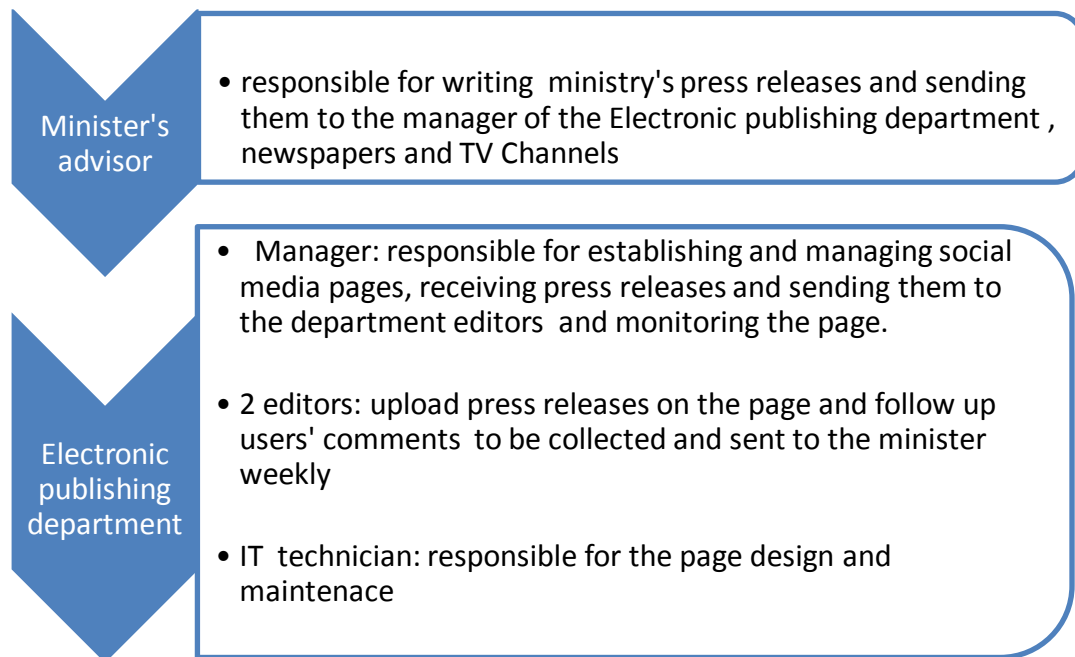 Minister's
advisor
• responsible for writing ministry's press releases and sending
them to the manager of the Electronic publishing department ,
newspapers and TV Channels
Electronic
publishing
department
• Manager: responsible for establishing and managing social
media pages, receiving press releases and sending them to
the department editors and monitoring the page.
• 2 editors: upload press releases on the page and follow up
users' comments to be collected and sent to the minister
weekly
• IT technician: responsible for the page design and
maintenace